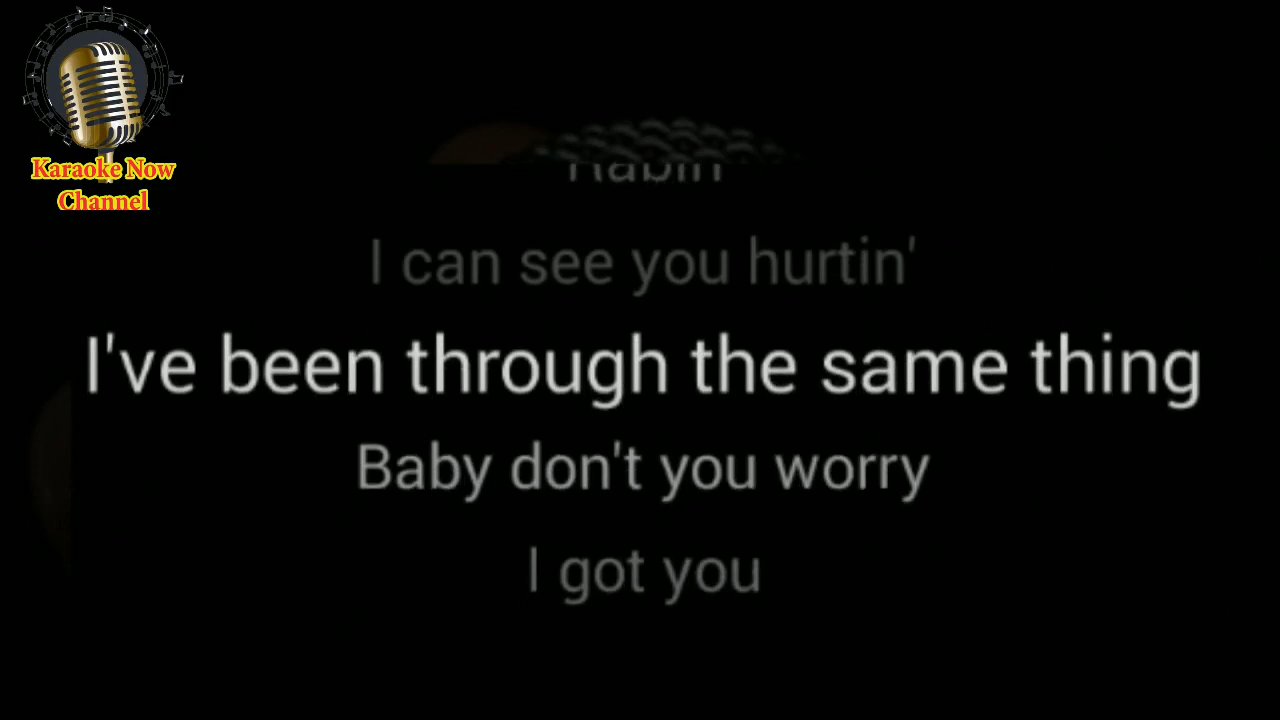 Karaoke Now
Channel
I can see you hurtin'
I've been through the same thing
Baby don't you worry
I got you